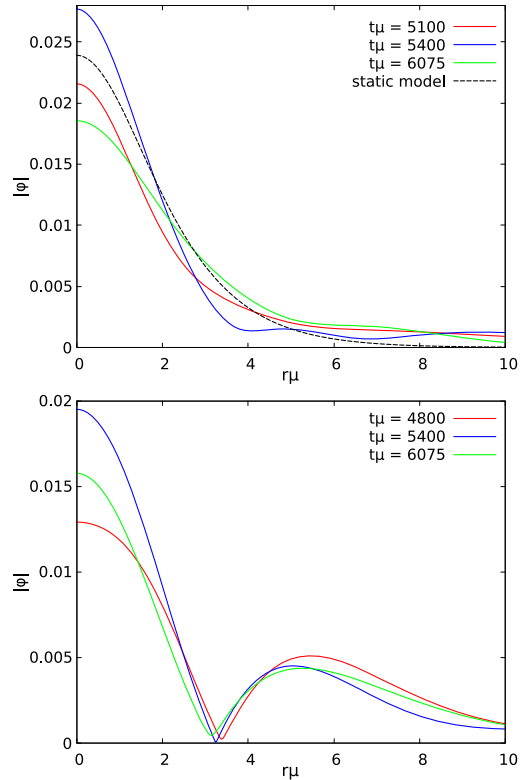 0.025
0.02
0.015
0.01
0.005
0
|φ|
tμ = 5100
tμ = 5400
tμ = 6075
static model
0 2 4 6 8 10
rμ
0.02
0.015
0.01
0.005
0
|φ|
tμ = 4800
tμ = 5400
tμ = 6075
0 2 4 6 8 10
rμ